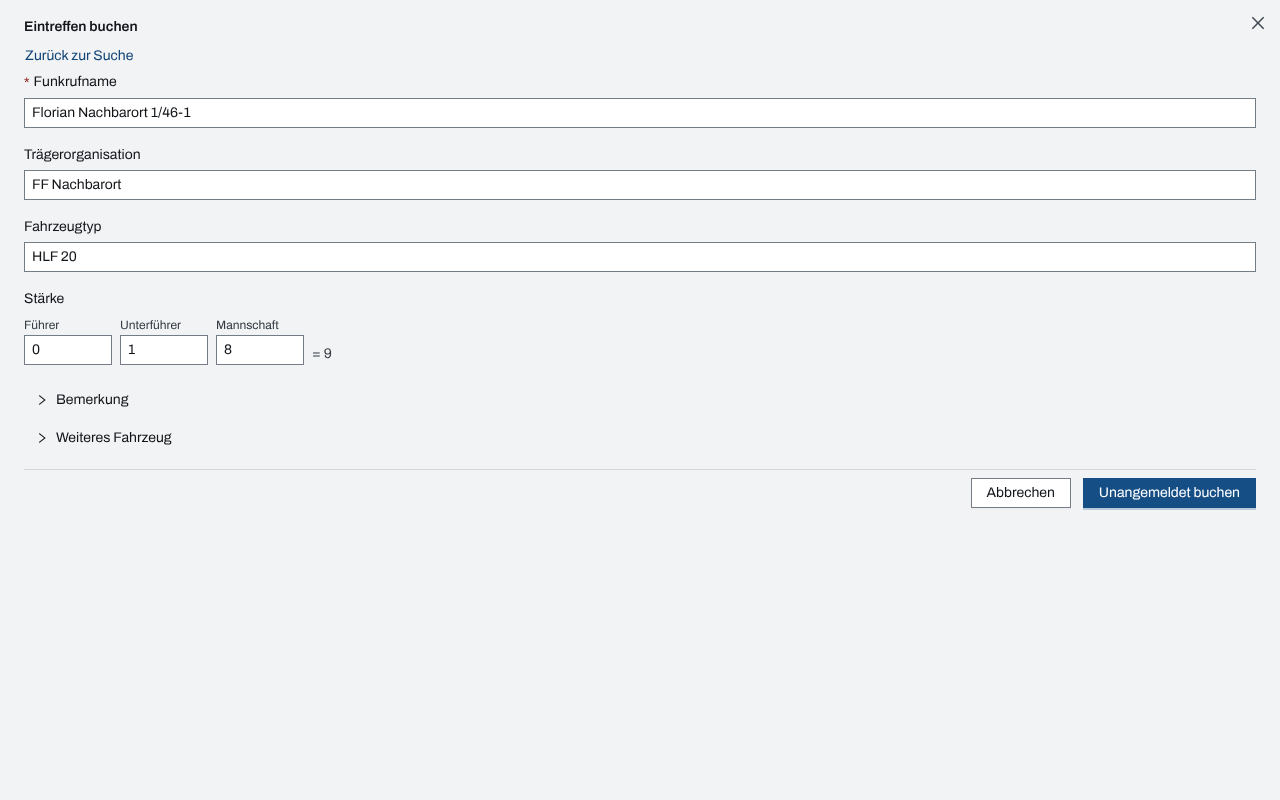 Eintreffen buchen
Zurück zur Suche
* Funkrufname
Florian Nachbarort 1/46-1
Trägerorganisation
FF Nachbarort
Fahrzeugtyp
HLF 20
Stärke
Führer Unterführer Mannschaft
0 1 8 = 9
Bemerkung
Weiteres Fahrzeug
Abbrechen Unangemeldet buchen